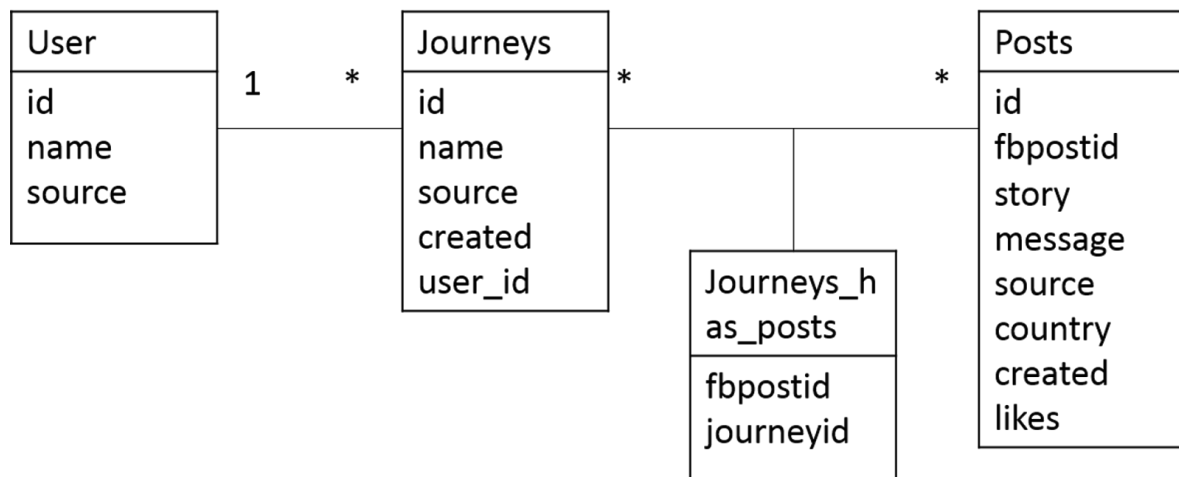 User
id
name
source
1
*
Journeys
id
name
source
created
user_id
*
*
Journeys_h
as_posts
fbpostid
journeyid
Posts
id
fbpostid
story
message
source
country
created
likes